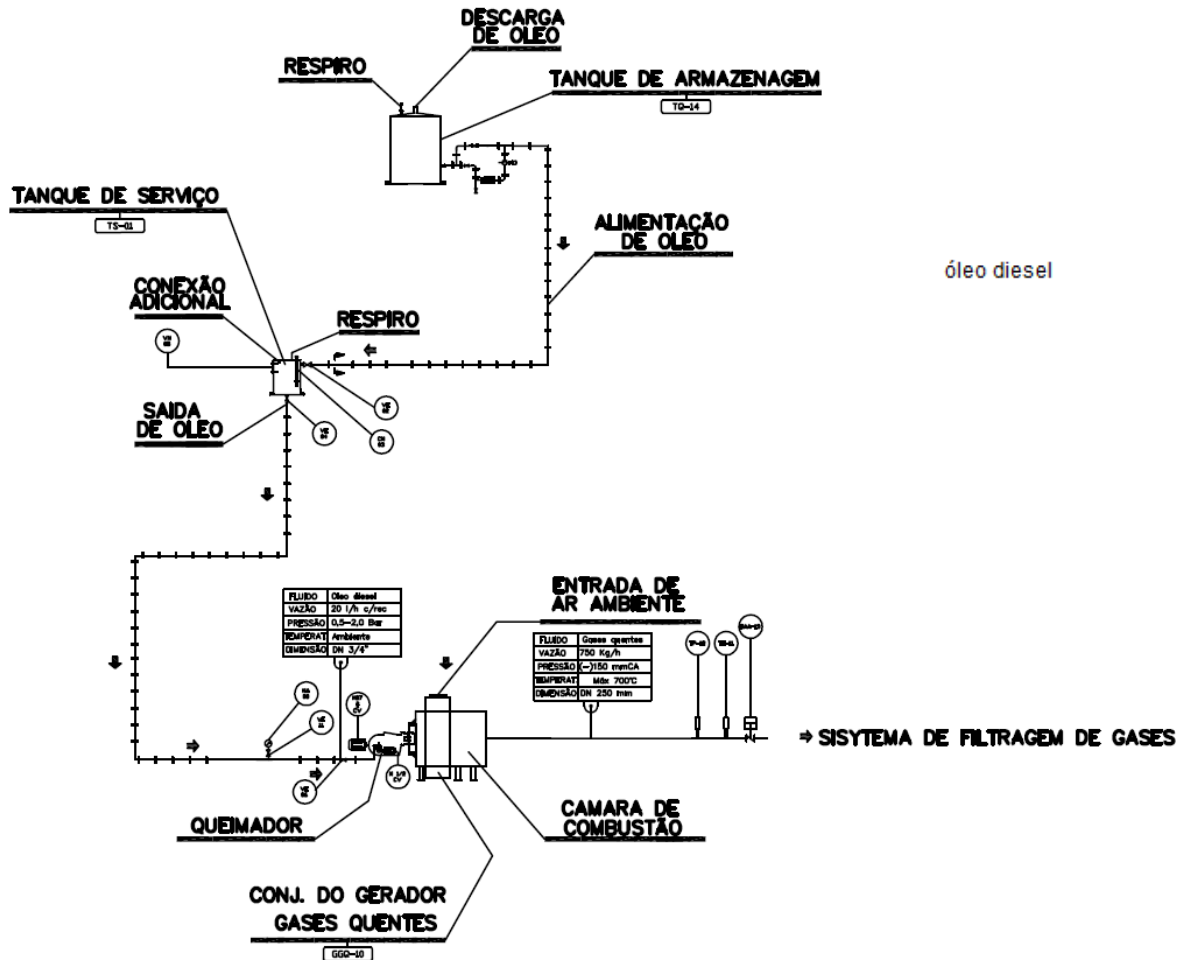 DESCARGA
DE OLEO
RESPIRO
TANQUE DE ARMAZENAGEM
TQ-14
TANQUE DE SERVIÇO
TS-01
ALIMENTAÇÃO
DE OLEO
óleo diesel
CONEXÃO
ADICIONAL
RESPIRO
SAIDA
DE OLEO
FLUIDO Oleo diesel
VAZÃO 20 l/h c/rec
PRESSÃO 0,5-2,0 Bar
TEMPERAT. Ambiente
DIMENSÃO DN 3/4"
ENTRADA DE
AR AMBIENTE
FLUIDO Gases quentes
VAZÃO 750 Kg/h
PRESSÃO (-)150 mmCA
TEMPERAT. Máx 700°C
DIMENSÃO DN 250 mm
⇒ SISYTEMA DE FILTRAGEM DE GASES
QUEIMADOR
CAMARA DE
COMBUSTÃO
CONJ. DO GERADOR
GASES QUENTES
GGQ-10